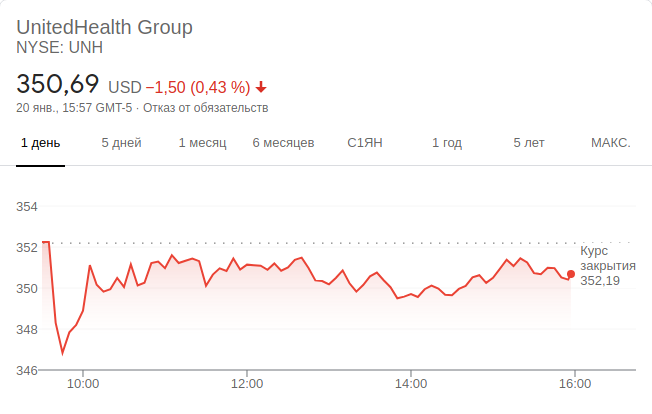 UnitedHealth Group
NYSE: UNH
350,69 USD −1,50 (0,43 %)
20 янв., 15:57 GMT-5 · Отказ от обязательств
1 день 5 дней 1 месяц 6 месяцев С1ЯН 1 год 5 лет МАКС.
354
352
350
348
346
Курс
закрытия
352,19
10:00 12:00 14:00 16:00